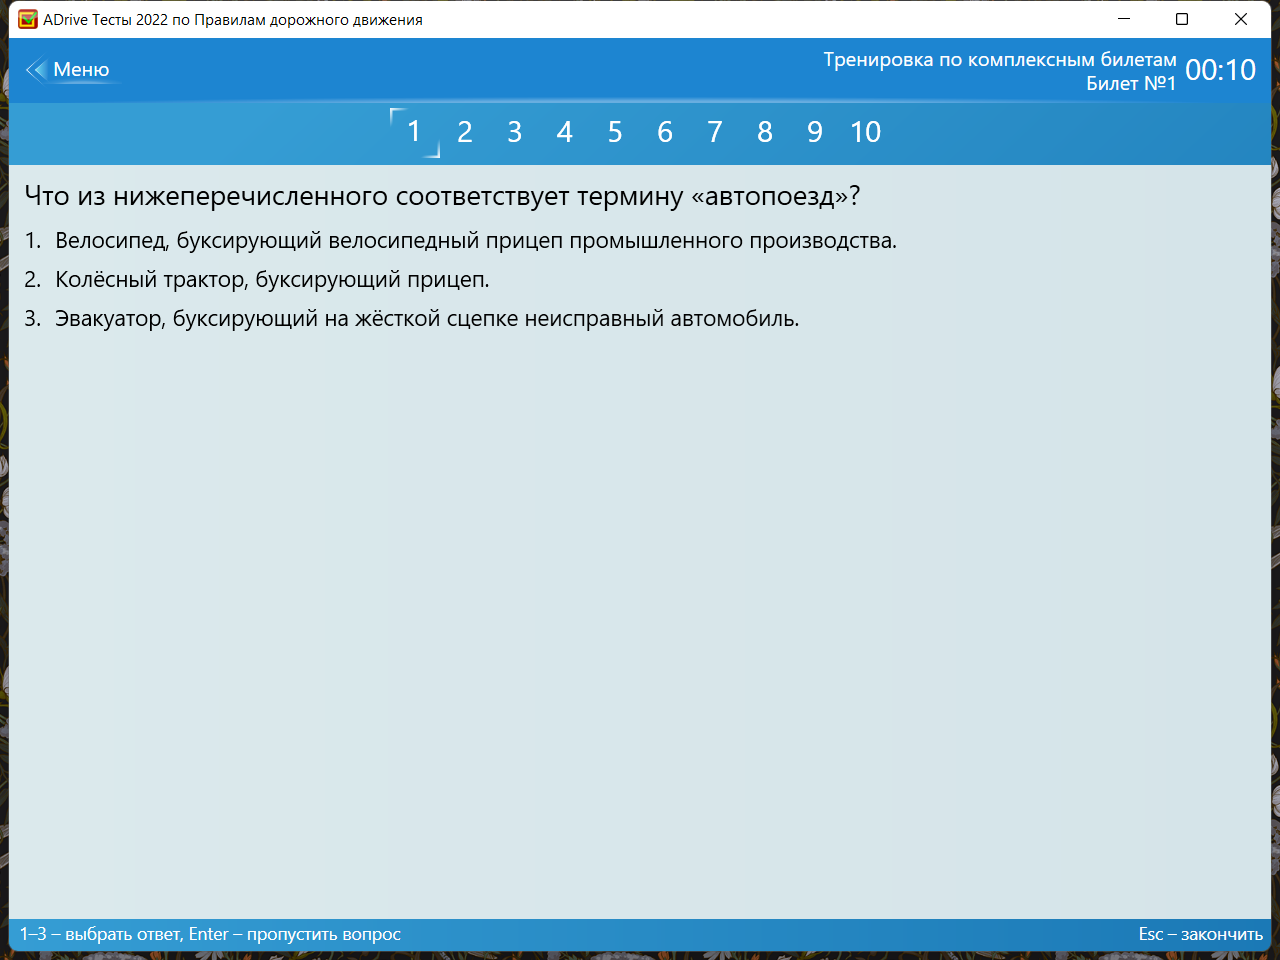 ADrive Тесты 2022 по Правилам дорожного движения
Меню
Тренировка по комплексным билетам
Билет №1
00:10
1 2 3 4 5 6 7 8 9 10
Что из нижеперечисленного соответствует термину «автопоезд»?
1. Велосипед, буксирующий велосипедный прицеп промышленного производства.
2. Колёсный трактор, буксирующий прицеп.
3. Эвакуатор, буксирующий на жёсткой сцепке неисправный автомобиль.
1–3 – выбрать ответ, Enter – пропустить вопрос
Esc – закончить